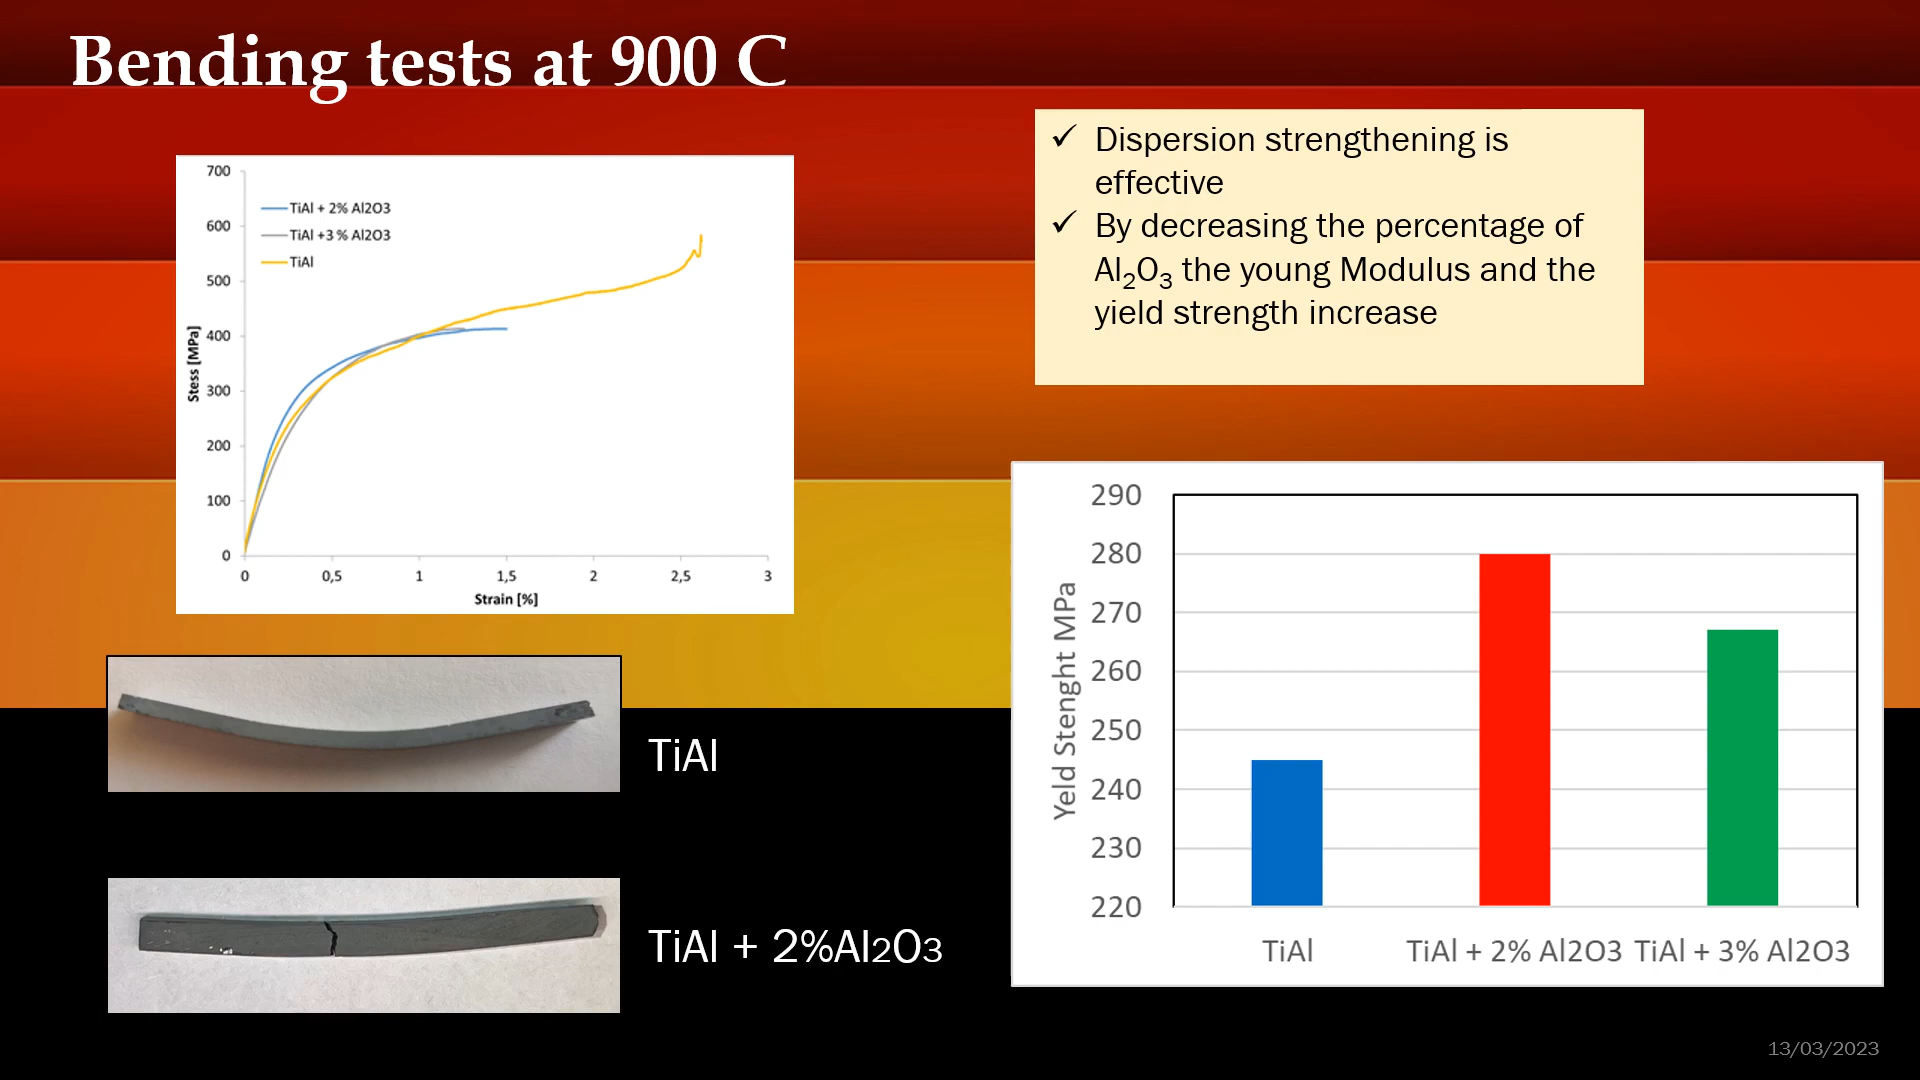 Bending tests at 900 C
✓ Dispersion strengthening is
effective
✓ By decreasing the percentage of
Al₂O₃ the young Modulus and the
yield strength increase
700
600
500
400
300
200
100
0
Stess [MPa]
TiAl + 2% Al2O3
TiAl +3 % Al2O3
TiAl
0 0,5 1 1,5 2 2,5 3
Strain [%]
290
280
270
260
250
240
230
220
Yeld Stenght MPa
TiAl TiAl + 2% Al2O3 TiAl + 3% Al2O3
TiAl
TiAl + 2%Al2O3
13/03/2023